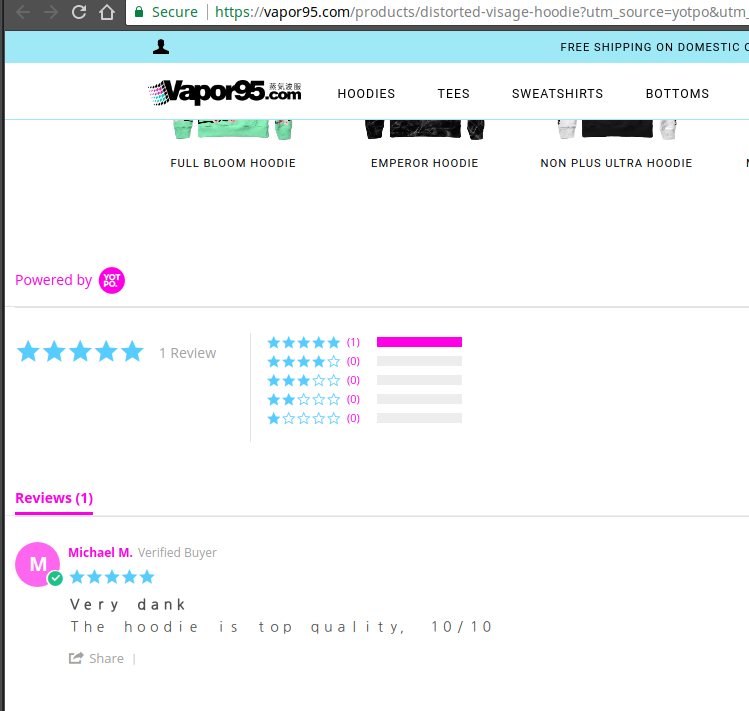 Secure
https://vapor95.com/products/distorted-visage-hoodie?utm_source=yotpo&utm_
FREE SHIPPING ON DOMESTIC
Vapor95.com 蒸気波服
HOODIES TEES SWEATSHIRTS BOTTOMS
FULL BLOOM HOODIE EMPEROR HOODIE NON PLUS ULTRA HOODIE
Powered by YOTPO.
1 Review
(1)
(0)
(0)
(0)
(0)
Reviews (1)
M
Michael M. Verified Buyer
Very dank
The hoodie is top quality, 10/10
Share